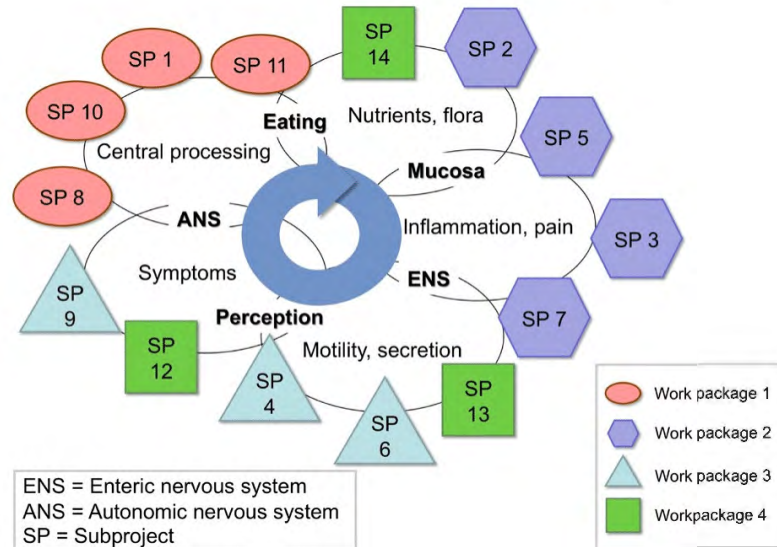 SP
14
SP 2
SP 1
SP 11
SP 10
Eating
Nutrients, flora
SP 5
Central processing
Mucosa
SP 8
ANS
Inflammation, pain
SP 3
Symptoms
ENS
SP
9
Perception
SP 7
SP
12
Motility, secretion
SP
4
SP
13
SP
6
Work package 1
Work package 2
Work package 3
Workpackage 4
ENS = Enteric nervous system
ANS = Autonomic nervous system
SP = Subproject